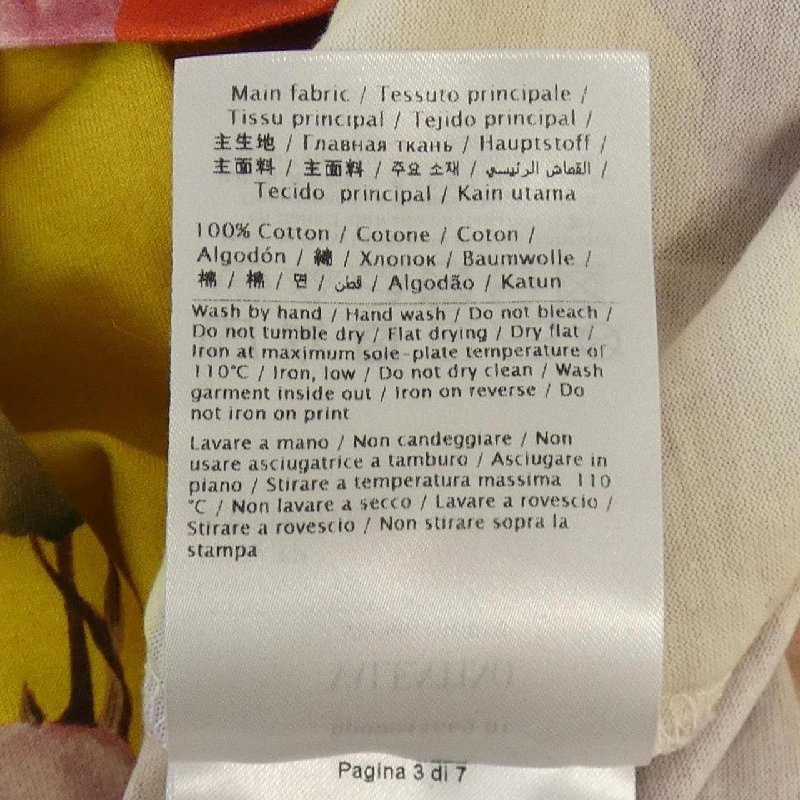 Main fabric / Tessuto principale /
Tissu principal / Tejido principal /
主生地 / Главная ткань / Hauptstoff /
主面料 / 主面料 / 주요 소재 / القماش الرئيسي /
Tecido principal / Kain utama
100% Cotton / Cotone / Coton /
Algodón / 綿 / Хлопок / Baumwolle /
棉 / 棉 / 면 / قطن / Algodão / Katun
Wash by hand / Hand wash / Do not bleach /
Do not tumble dry / Flat drying / Dry flat /
Iron at maximum sole-plate temperature of
110°C / Iron, low / Do not dry clean / Wash
garment inside out / Iron on reverse / Do
not iron on print
Lavare a mano / Non candeggiare / Non
usare asciugatrice a tamburo / Asciugare in
piano / Stirare a temperatura massima 110
°C / Non lavare a secco / Lavare a rovescio /
Stirare a rovescio / Non stirare sopra la
stampa
Pagina 3 di 7